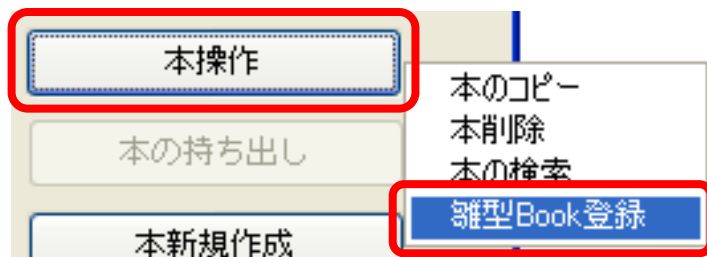 本操作
本のコピー
本削除
本の持ち出し
本の検索
雛型Book登録
本新規作成